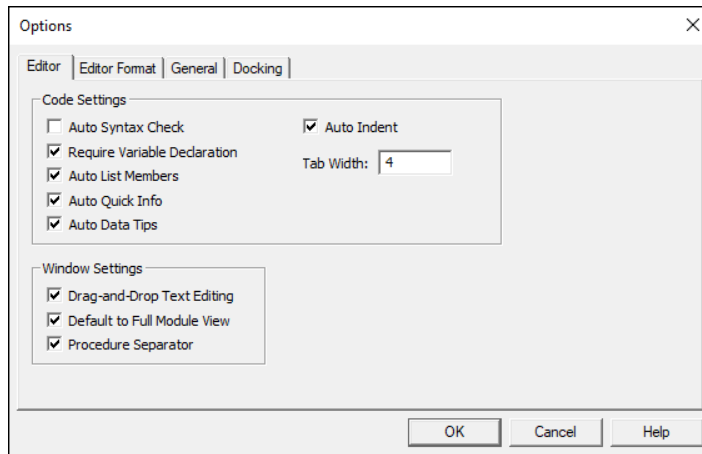 Options
Editor Editor Format General Docking
Code Settings
Auto Syntax Check
Require Variable Declaration
Auto List Members
Auto Quick Info
Auto Data Tips
Auto Indent
Tab Width: 4
Window Settings
Drag-and-Drop Text Editing
Default to Full Module View
Procedure Separator
OK Cancel Help